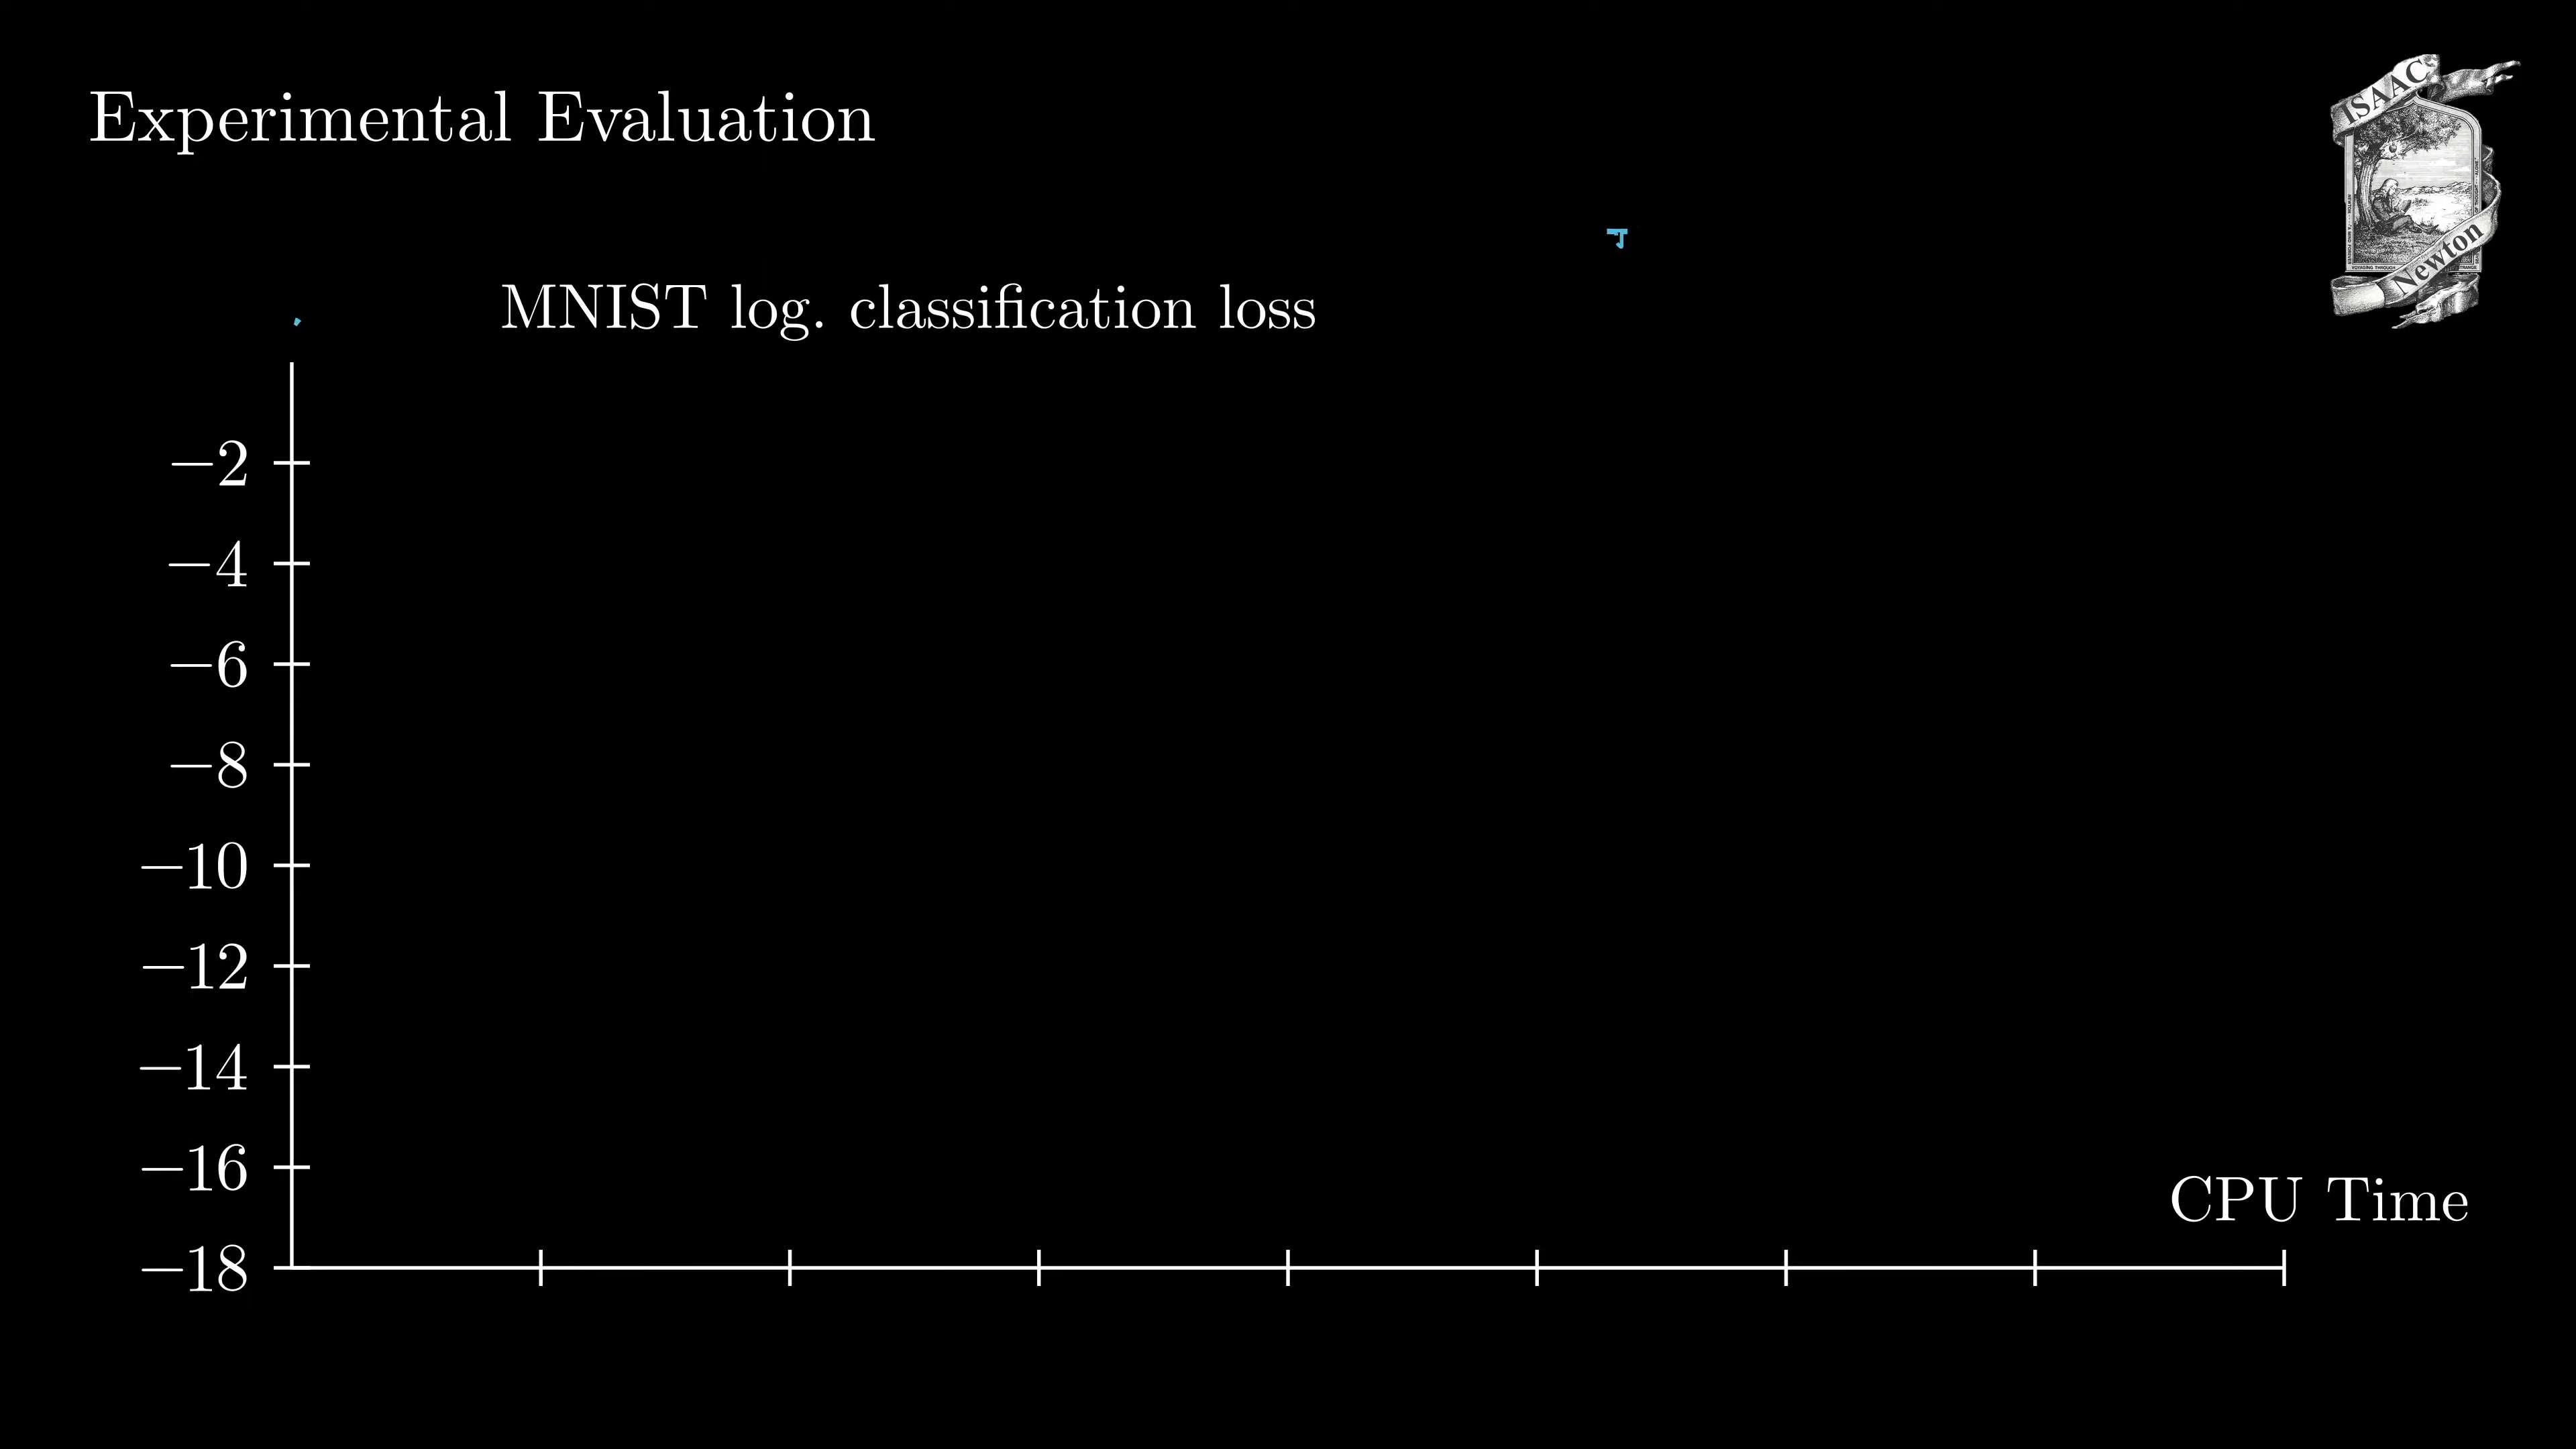 Experimental Evaluation
ISAAC
Newton
MNIST log. classification loss
−2
−4
−6
−8
−10
−12
−14
−16
−18
CPU Time